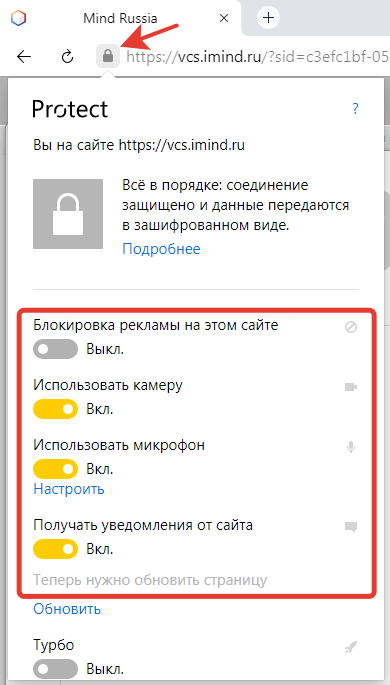 Mind Russia
https://vcs.imind.ru/?sid=c3efc1bf-05
Protect
?
Вы на сайте https://vcs.imind.ru
Всё в порядке: соединение
защищено и данные передаются
в зашифрованном виде.
Подробнее
Блокировка рекламы на этом сайте
Выкл.
Использовать камеру
Вкл.
Использовать микрофон
Вкл.
Настроить
Получать уведомления от сайта
Вкл.
Теперь нужно обновить страницу
Обновить
Турбо
Выкл.